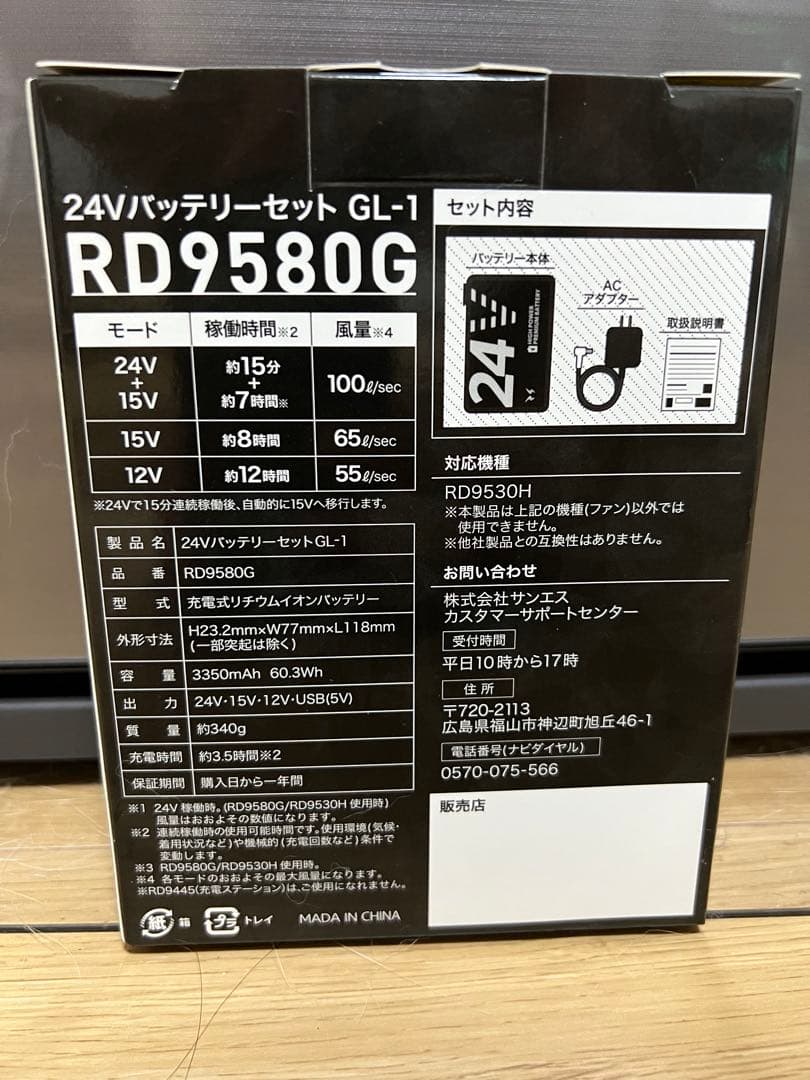 24Vバッテリーセット GL-1
RD9580G
モード 稼働時間※2 風量※4
24V+15V 約15分+約7時間※ 100ℓ/sec
15V 約8時間 65ℓ/sec
12V 約12時間 55ℓ/sec
※24Vで15分連続稼働後、自動的に15Vへ移行します。
製品名 24VバッテリーセットGL-1
品番 RD9580G
型式 充電式リチウムイオンバッテリー
外形寸法 H23.2mm×W77mm×L118mm
(一部突起は除く)
容量 3350mAh 60.3Wh
出力 24V・15V・12V・USB(5V)
質量 約340g
充電時間 約3.5時間※2
保証期間 購入日から一年間
※1 24V 稼働時。(RD9580G/RD9530H 使用時)
風量はおおよその数値になります。
※2 連続稼働時の使用可能時間です。使用環境(気候・
着用状況など)や機械的(充電回数など)条件で
変動します。
※3 RD9580G/RD9530H 使用時。
※4 各モードのおおよその最大風量になります。
※RD9445(充電ステーション)は、ご使用になれません。
紙 箱 プラ トレイ MADE IN CHINA
セット内容
バッテリー本体
24V
HIGH POWER
PREMIUM BATTERY
AC
アダプター
取扱説明書
対応機種
RD9530H
※本製品は上記の機種(ファン)以外では
使用できません。
※他社製品との互換性はありません。
お問い合わせ
株式会社サンエス
カスタマーサポートセンター
受付時間
平日10時から17時
住所
〒720-2113
広島県福山市神辺町旭丘46-1
電話番号(ナビダイヤル)
0570-075-566
販売店